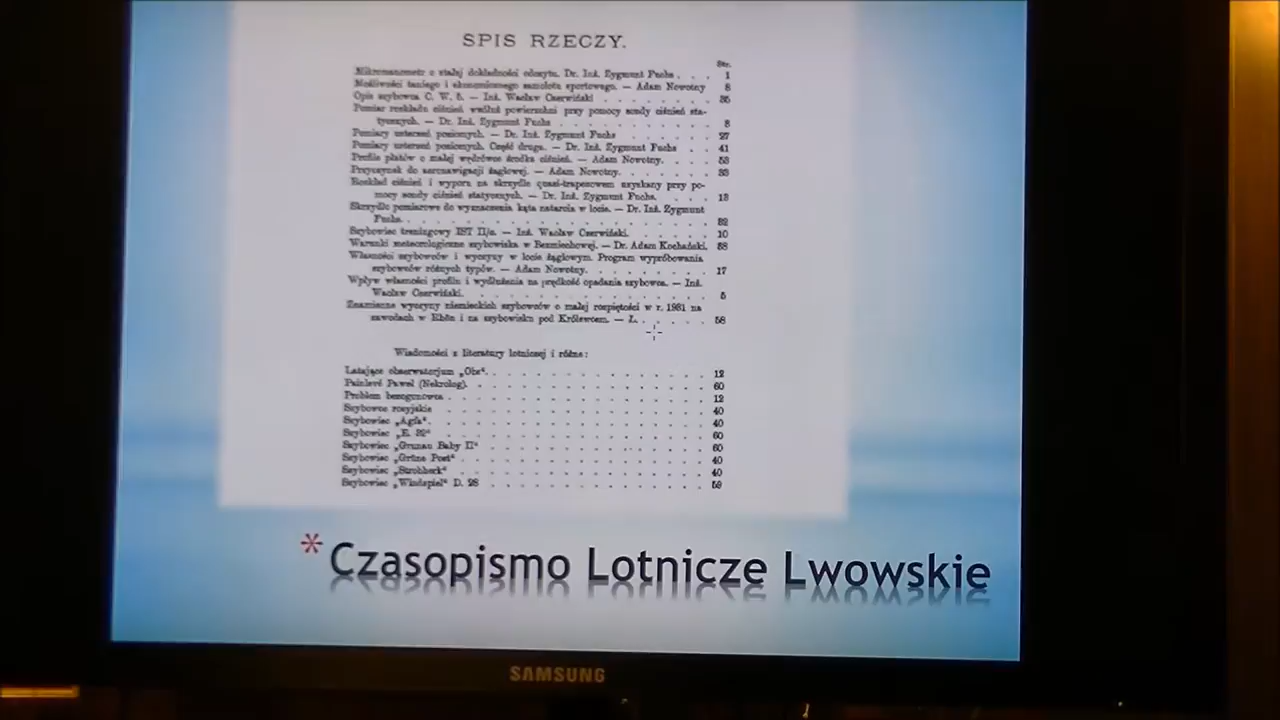 SPIS RZECZY.
Str.
Mikromanometr o stałej dokładności odczytu. Dr. Inż. Zygmunt Fuchs . . . 1
Możliwości taniego i ekonomicznego samolotu sportowego. — Adam Nowotny 8
Opis szybowca C. W. 5. — Inż. Wacław Czerwiński . . . . . . . 35
Pomiar rozkładu ciśnień wzdłuż powierzchni przy pomocy sondy ciśnień sta-
tycznych. — Dr. Inż. Zygmunt Fuchs . . . . . . . . . . 8
Pomiary usterzeń poziomych. — Dr. Inż. Zygmunt Fuchs . . . . . . 27
Pomiary usterzeń poziomych. Część druga. — Dr. Inż. Zygmunt Fuchs . . . 41
Profile płatów o małej wędrówce środka ciśnień. — Adam Nowotny. . . . 53
Przyczynek do aeronawigacji żaglowej. — Adam Nowotny. . . . . . 33
Rozkład ciśnień i wyporu na skrzydle quasi-trapezowem uzyskany przy po-
mocy sondy ciśnień statycznych. — Dr. Inż. Zygmunt Fuchs. . . . . 13
Skrzydło pomiarowe do wyznaczenia kąta natarcia w locie. — Dr. Inż. Zygmunt
Fuchs. . . . . . . . . . . . . . . . . . .
Szybowiec treningowy IST II/a. — Inż. Wacław Czerwiński. . . . . . 10
Warunki meteorologiczne szybowiska w Bezmiechowej. — Dr. Adam Kochański. 38
Własności szybowców i wyczyny w locie żaglowym. Program wypróbowania
szybowców różnych typów. — Adam Nowotny. . . . . . . . . 17
Wpływ własności profilu i wydłużenia na prędkość opadania szybowca. — Inż.
Wacław Czerwiński. . . . . . . . . . . . . . . 5
Znamienne wyczyny niemieckich szybowców o małej rozpiętości w r. 1931 na
zawodach w Rhön i na szybowisku pod Królewcem. — Ł. . . . . . . 58
Wiadomości z literatury lotniczej i różne:
Latające obserwatorjum „Obs". . . . . . . . . . . . . . 12
Painlevé Paweł (Nekrolog). . . . . . . . . . . . . . . 60
Problem bezogonowca . . . . . . . . . . . . . . . . 12
Szybowce rosyjskie . . . . . . . . . . . . . . . . 40
Szybowiec „Agfa". . . . . . . . . . . . . . . . . 40
Szybowiec „E. 32" . . . . . . . . . . . . . . . . 60
Szybowiec „Grunau Baby II" . . . . . . . . . . . . . 60
Szybowiec „Grüne Post" . . . . . . . . . . . . . . . 40
Szybowiec „Strohbeck" . . . . . . . . . . . . . . . 40
Szybowiec „Windspiel" D. 28 . . . . . . . . . . . . . 59
* Czasopismo Lotnicze Lwowskie
SAMSUNG